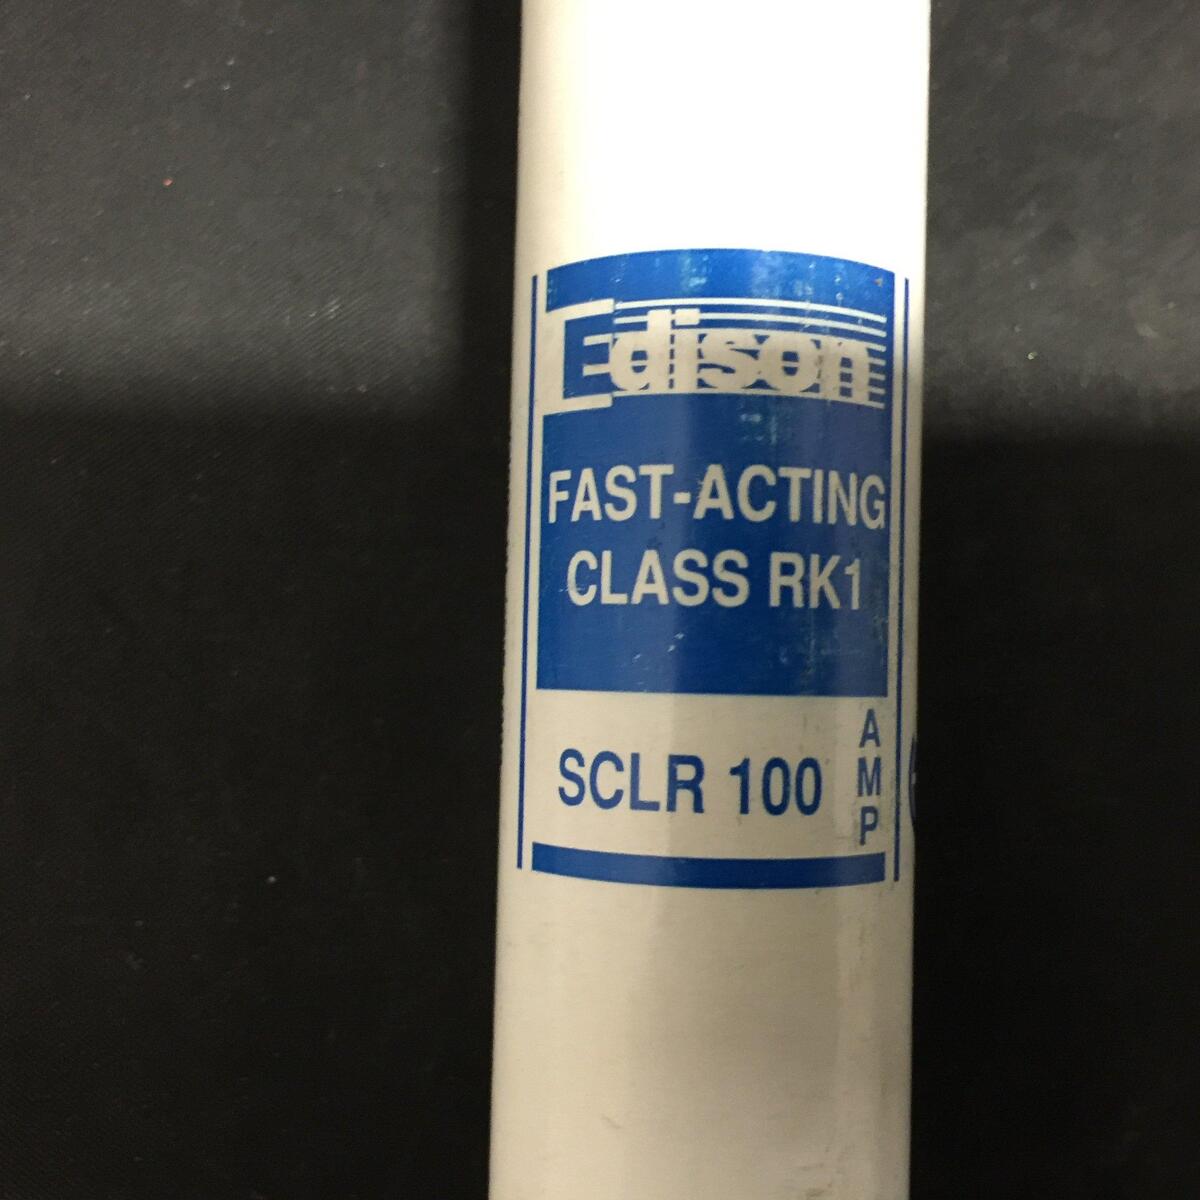 Edison
FAST-ACTING
CLASS RK1
SCLR 100 AMP